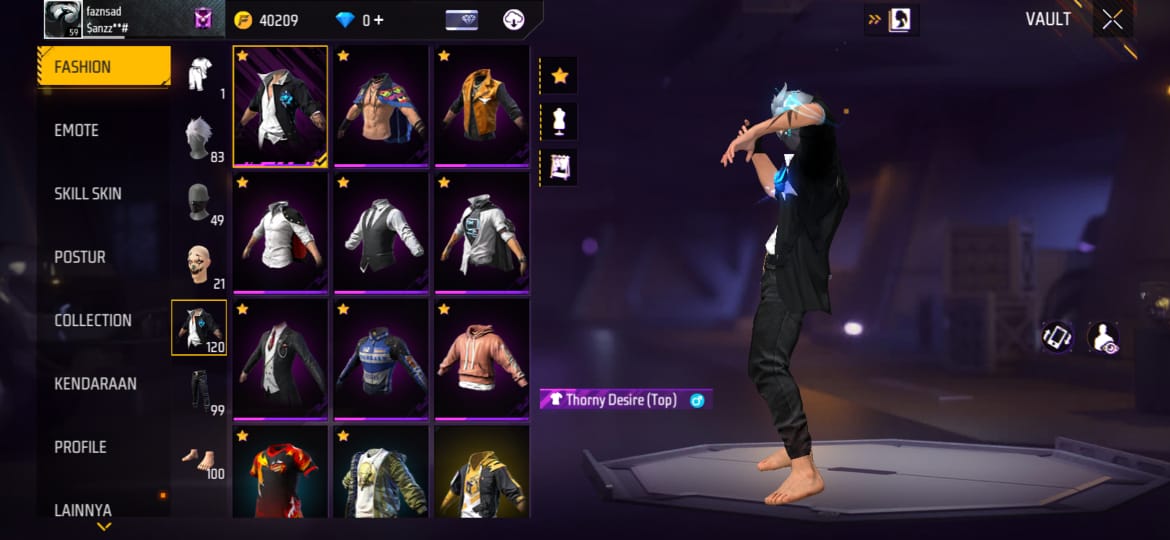 faznsad
$anzz**#
59
40209
0 +
VAULT
FASHION
EMOTE
SKILL SKIN
POSTUR
COLLECTION
KENDARAAN
PROFILE
LAINNYA
1
83
49
21
120
99
100
Thorny Desire (Top)